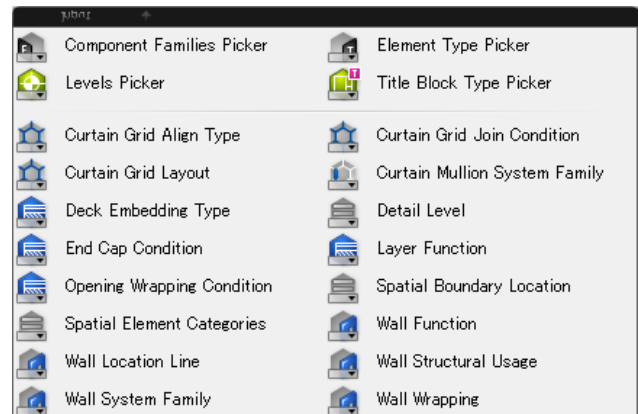 Input
Component Families Picker
Element Type Picker
Levels Picker
Title Block Type Picker
Curtain Grid Align Type
Curtain Grid Join Condition
Curtain Grid Layout
Curtain Mullion System Family
Deck Embedding Type
Detail Level
End Cap Condition
Layer Function
Opening Wrapping Condition
Spatial Boundary Location
Spatial Element Categories
Wall Function
Wall Location Line
Wall Structural Usage
Wall System Family
Wall Wrapping